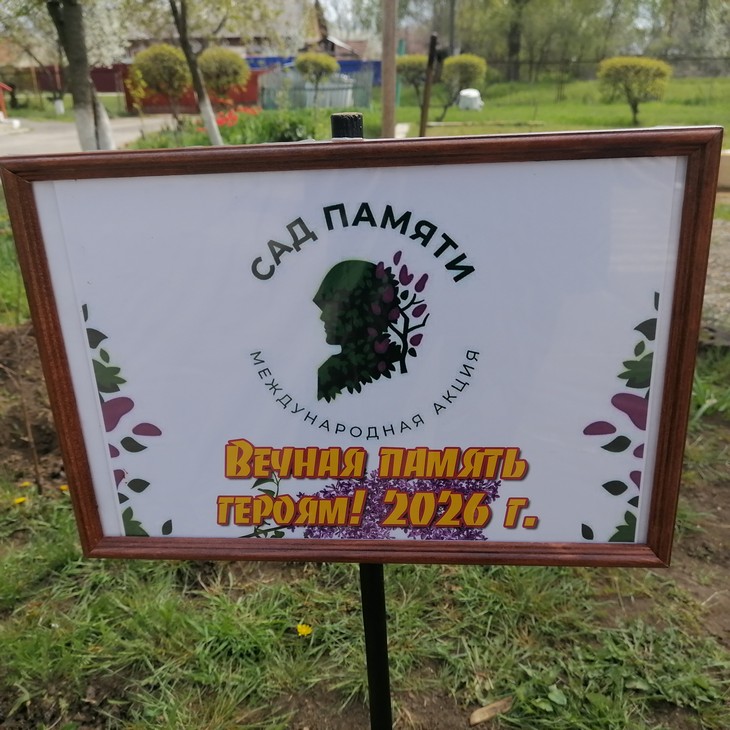 САД ПАМЯТИ
МЕЖДУНАРОДНАЯ АКЦИЯ
Вечная память
героям! 2026 г.